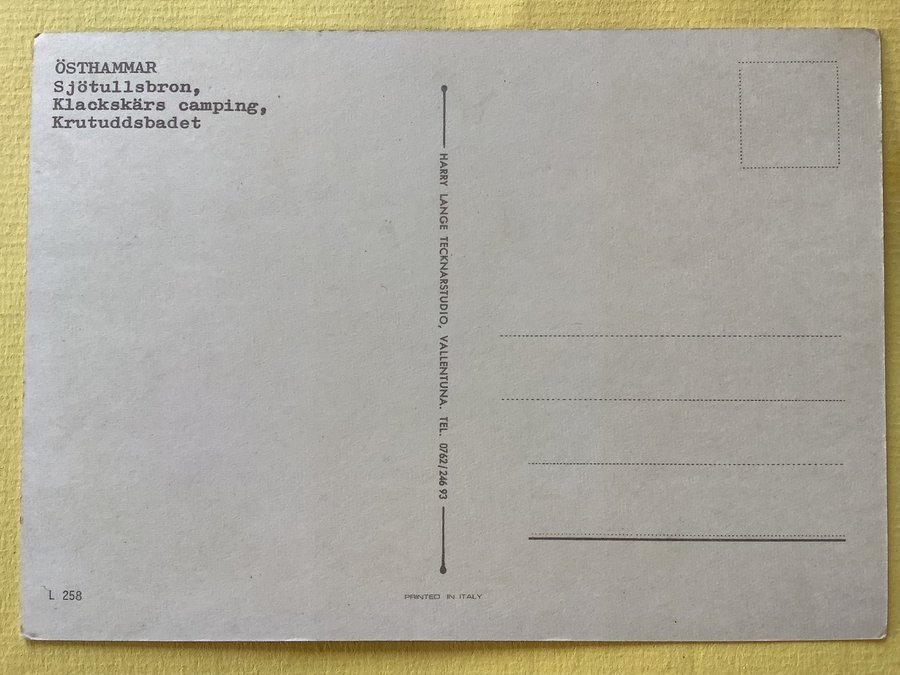 ÖSTHAMMAR
Sjötullsbron,
Klackskärs camping,
Krutuddsbadet
HARRY LANGE TECKNARSTUDIO, VALLENTUNA. TEL. 0762/246 93
L 258
PRINTED IN ITALY